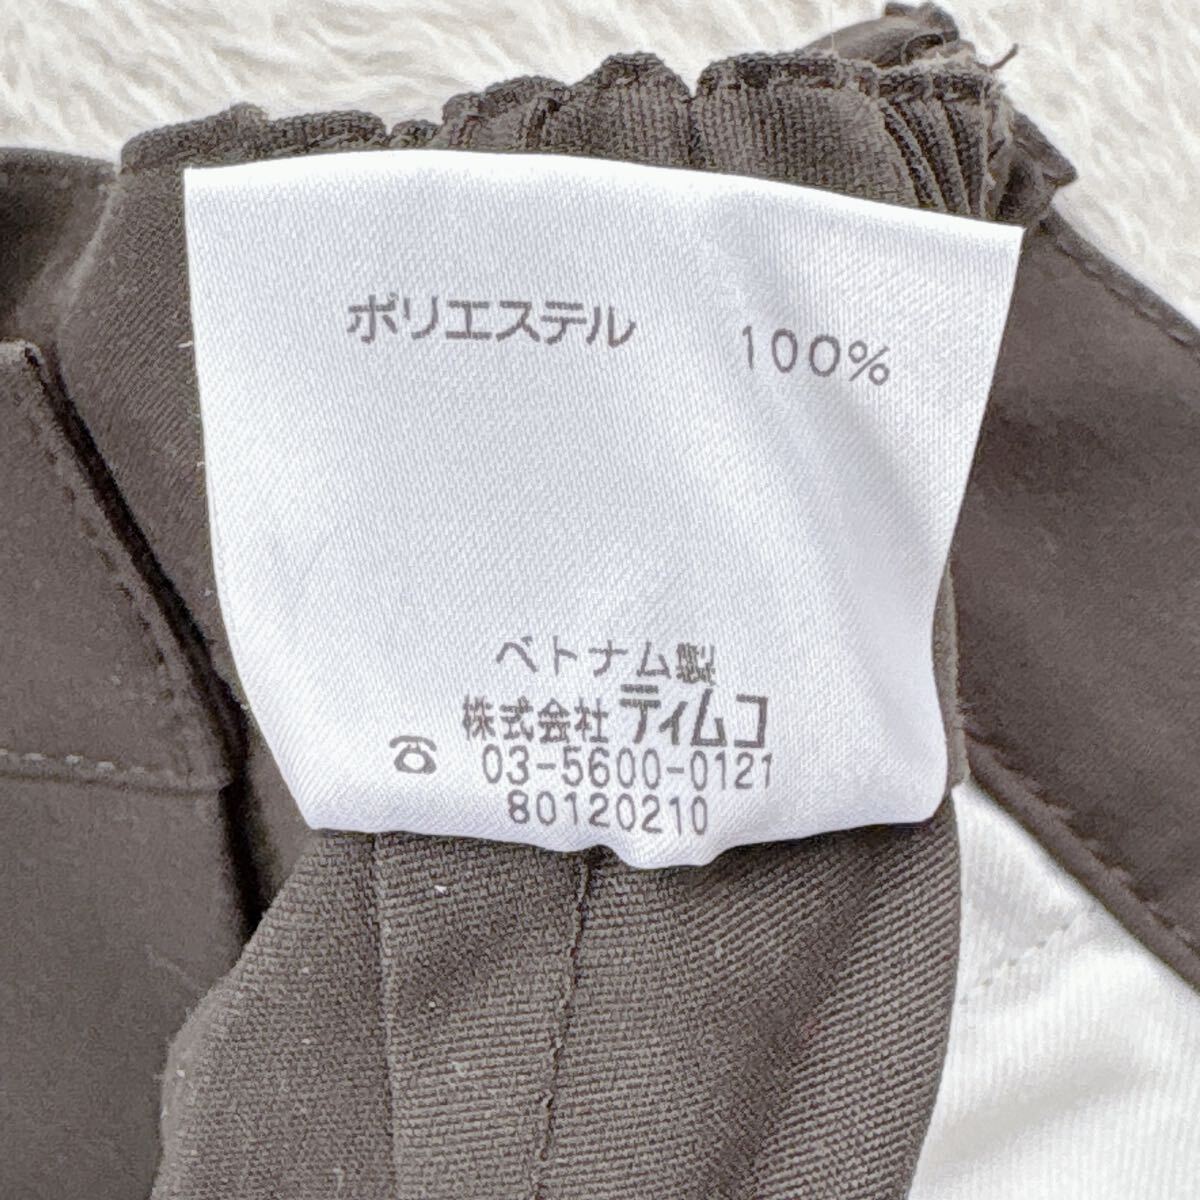 ポリエステル 100%
ベトナム製
株式会社 ティムコ
☎ 03-5600-0121
80120210